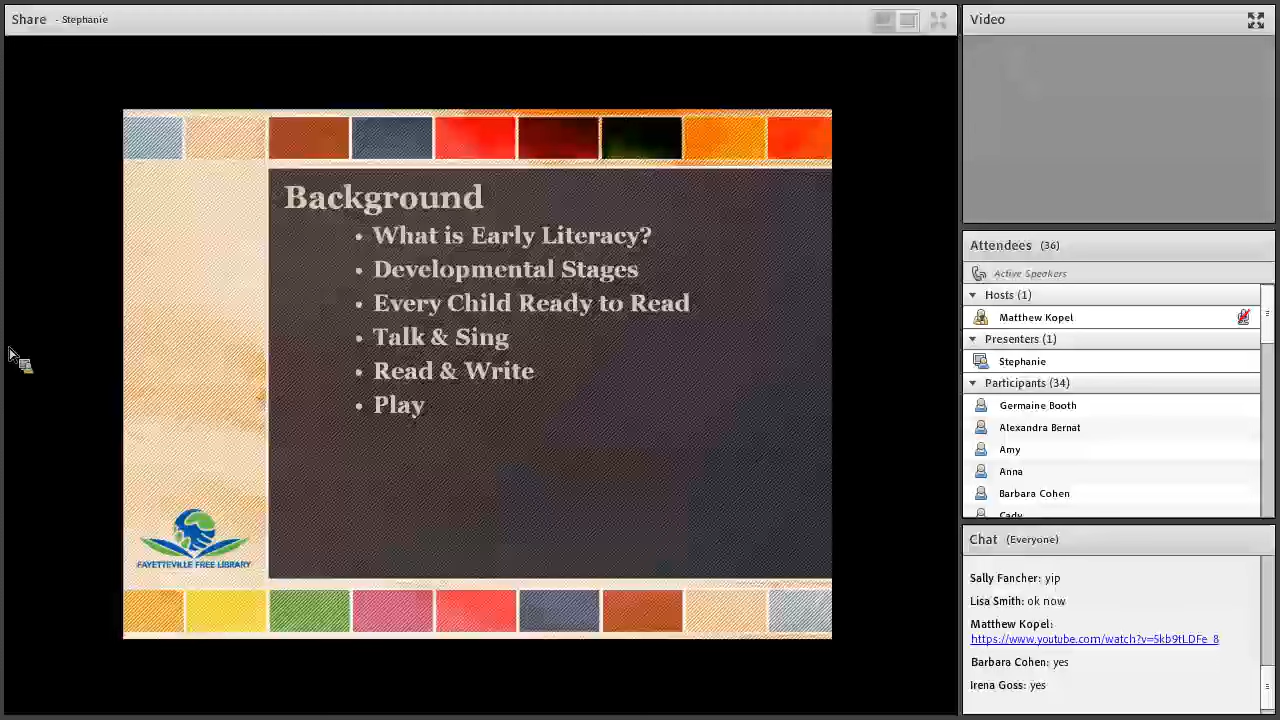 Share - Stephanie
Background
• What is Early Literacy?
• Developmental Stages
• Every Child Ready to Read
• Talk & Sing
• Read & Write
• Play
FAYETTEVILLE FREE LIBRARY
Video
Attendees (36)
Active Speakers
Hosts (1)
Matthew Kopel
Presenters (1)
Stephanie
Participants (34)
Germaine Booth
Alexandra Bernat
Amy
Anna
Barbara Cohen
Cady
Chat (Everyone)
Sally Fancher: yip
Lisa Smith: ok now
Matthew Kopel:
https://www.youtube.com/watch?v=5kb9tLDFe_8
Barbara Cohen: yes
Irena Goss: yes